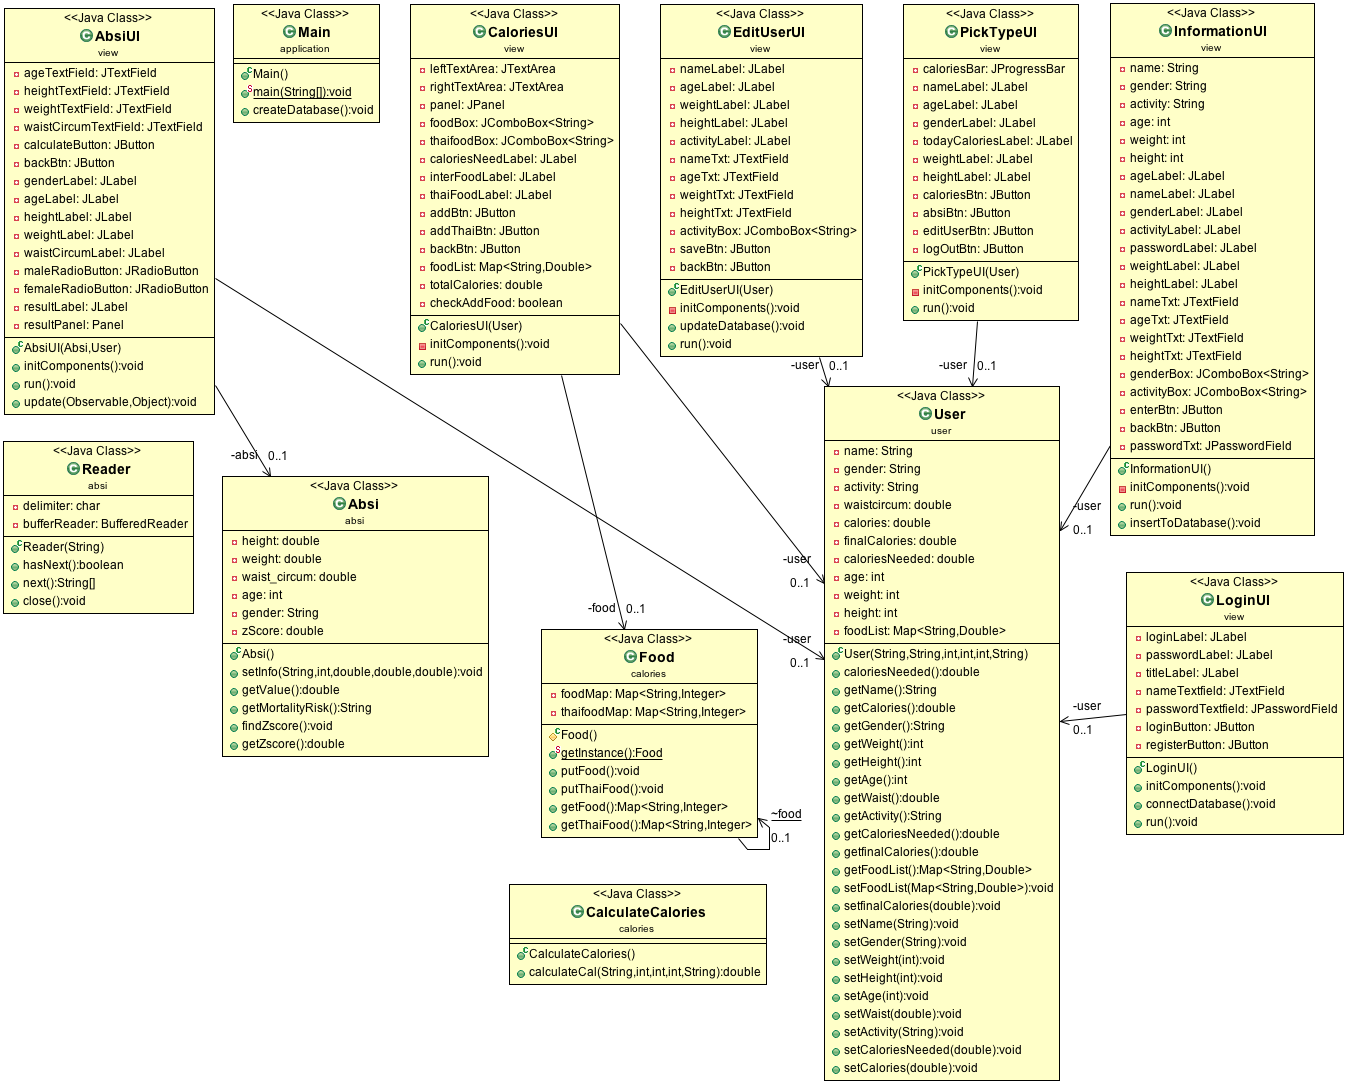 <<Java Class>>
AbsiUI
view
ageTextField: JTextField
heightTextField: JTextField
weightTextField: JTextField
waistCircumTextField: JTextField
calculateButton: JButton
backBtn: JButton
genderLabel: JLabel
ageLabel: JLabel
heightLabel: JLabel
weightLabel: JLabel
waistCircumLabel: JLabel
maleRadioButton: JRadioButton
femaleRadioButton: JRadioButton
resultLabel: JLabel
resultPanel: Panel
AbsiUI(Absi,User)
initComponents():void
run():void
update(Observable,Object):void
<<Java Class>>
Main
application
Main()
main(String[]):void
createDatabase():void
<<Java Class>>
CaloriesUI
view
leftTextArea: JTextArea
rightTextArea: JTextArea
panel: JPanel
foodBox: JComboBox<String>
thaifoodBox: JComboBox<String>
caloriesNeedLabel: JLabel
interFoodLabel: JLabel
thaiFoodLabel: JLabel
addBtn: JButton
addThaiBtn: JButton
backBtn: JButton
foodList: Map<String,Double>
totalCalories: double
checkAddFood: boolean
CaloriesUI(User)
initComponents():void
run():void
<<Java Class>>
EditUserUI
view
nameLabel: JLabel
ageLabel: JLabel
weightLabel: JLabel
heightLabel: JLabel
activityLabel: JLabel
nameTxt: JTextField
ageTxt: JTextField
weightTxt: JTextField
heightTxt: JTextField
activityBox: JComboBox<String>
saveBtn: JButton
backBtn: JButton
EditUserUI(User)
initComponents():void
updateDatabase():void
run():void
<<Java Class>>
PickTypeUI
view
caloriesBar: JProgressBar
nameLabel: JLabel
ageLabel: JLabel
genderLabel: JLabel
todayCaloriesLabel: JLabel
weightLabel: JLabel
heightLabel: JLabel
caloriesBtn: JButton
absiBtn: JButton
editUserBtn: JButton
logOutBtn: JButton
PickTypeUI(User)
initComponents():void
run():void
<<Java Class>>
InformationUI
view
name: String
gender: String
activity: String
age: int
weight: int
height: int
ageLabel: JLabel
nameLabel: JLabel
genderLabel: JLabel
activityLabel: JLabel
passwordLabel: JLabel
weightLabel: JLabel
heightLabel: JLabel
nameTxt: JTextField
ageTxt: JTextField
weightTxt: JTextField
heightTxt: JTextField
genderBox: JComboBox<String>
activityBox: JComboBox<String>
enterBtn: JButton
backBtn: JButton
passwordTxt: JPasswordField
InformationUI()
initComponents():void
run():void
insertToDatabase():void
-user 0..1
-user 0..1
-absi 0..1
-user
0..1
-user
0..1
-food 0..1
-user
0..1
-user
0..1
~food
0..1
<<Java Class>>
Reader
absi
delimiter: char
bufferReader: BufferedReader
Reader(String)
hasNext():boolean
next():String[]
close():void
<<Java Class>>
Absi
absi
height: double
weight: double
waist_circum: double
age: int
gender: String
zScore: double
Absi()
setInfo(String,int,double,double,double):void
getValue():double
getMortalityRisk():String
findZscore():void
getZscore():double
<<Java Class>>
Food
calories
foodMap: Map<String,Integer>
thaifoodMap: Map<String,Integer>
Food()
getInstance():Food
putFood():void
putThaiFood():void
getFood():Map<String,Integer>
getThaiFood():Map<String,Integer>
<<Java Class>>
CalculateCalories
calories
CalculateCalories()
calculateCal(String,int,int,int,String):double
<<Java Class>>
User
user
name: String
gender: String
activity: String
waistcircum: double
calories: double
finalCalories: double
caloriesNeeded: double
age: int
weight: int
height: int
foodList: Map<String,Double>
User(String,String,int,int,int,String)
caloriesNeeded():double
getName():String
getCalories():double
getGender():String
getWeight():int
getHeight():int
getAge():int
getWaist():double
getActivity():String
getCaloriesNeeded():double
getfinalCalories():double
getFoodList():Map<String,Double>
setFoodList(Map<String,Double>):void
setfinalCalories(double):void
setName(String):void
setGender(String):void
setWeight(int):void
setHeight(int):void
setAge(int):void
setWaist(double):void
setActivity(String):void
setCaloriesNeeded(double):void
setCalories(double):void
<<Java Class>>
LoginUI
view
loginLabel: JLabel
passwordLabel: JLabel
titleLabel: JLabel
nameTextfield: JTextField
passwordTextfield: JPasswordField
loginButton: JButton
registerButton: JButton
LoginUI()
initComponents():void
connectDatabase():void
run():void